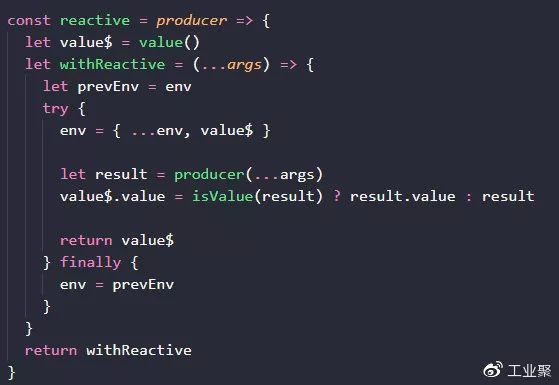 const reactive = producer => {
  let value$ = value()
  let withReactive = (...args) => {
    let prevEnv = env
    try {
      env = { ...env, value$ }

      let result = producer(...args)
      value$.value = isValue(result) ? result.value : result

      return value$
    } finally {
      env = prevEnv
    }
  }
  return withReactive
}
工业聚